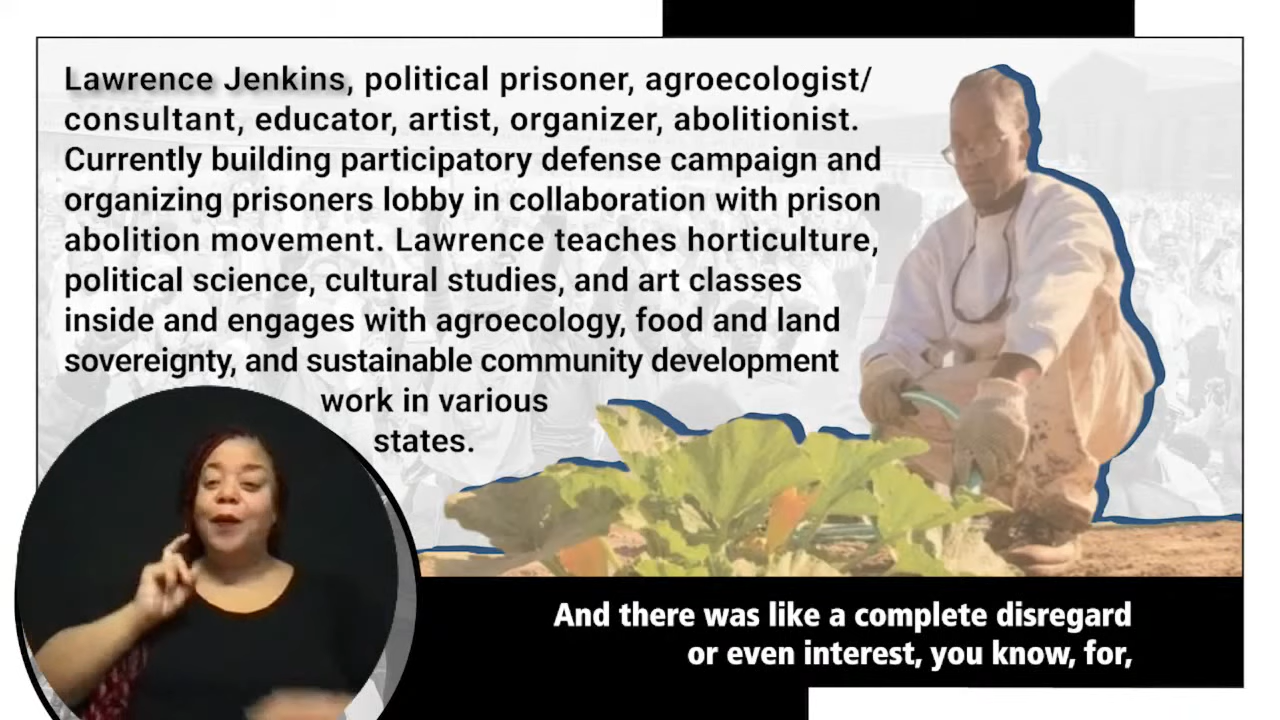 Lawrence Jenkins, political prisoner, agroecologist/
consultant, educator, artist, organizer, abolitionist.
Currently building participatory defense campaign and
organizing prisoners lobby in collaboration with prison
abolition movement. Lawrence teaches horticulture,
political science, cultural studies, and art classes
inside and engages with agroecology, food and land
sovereignty, and sustainable community development
work in various
states.
And there was like a complete disregard
or even interest, you know, for,